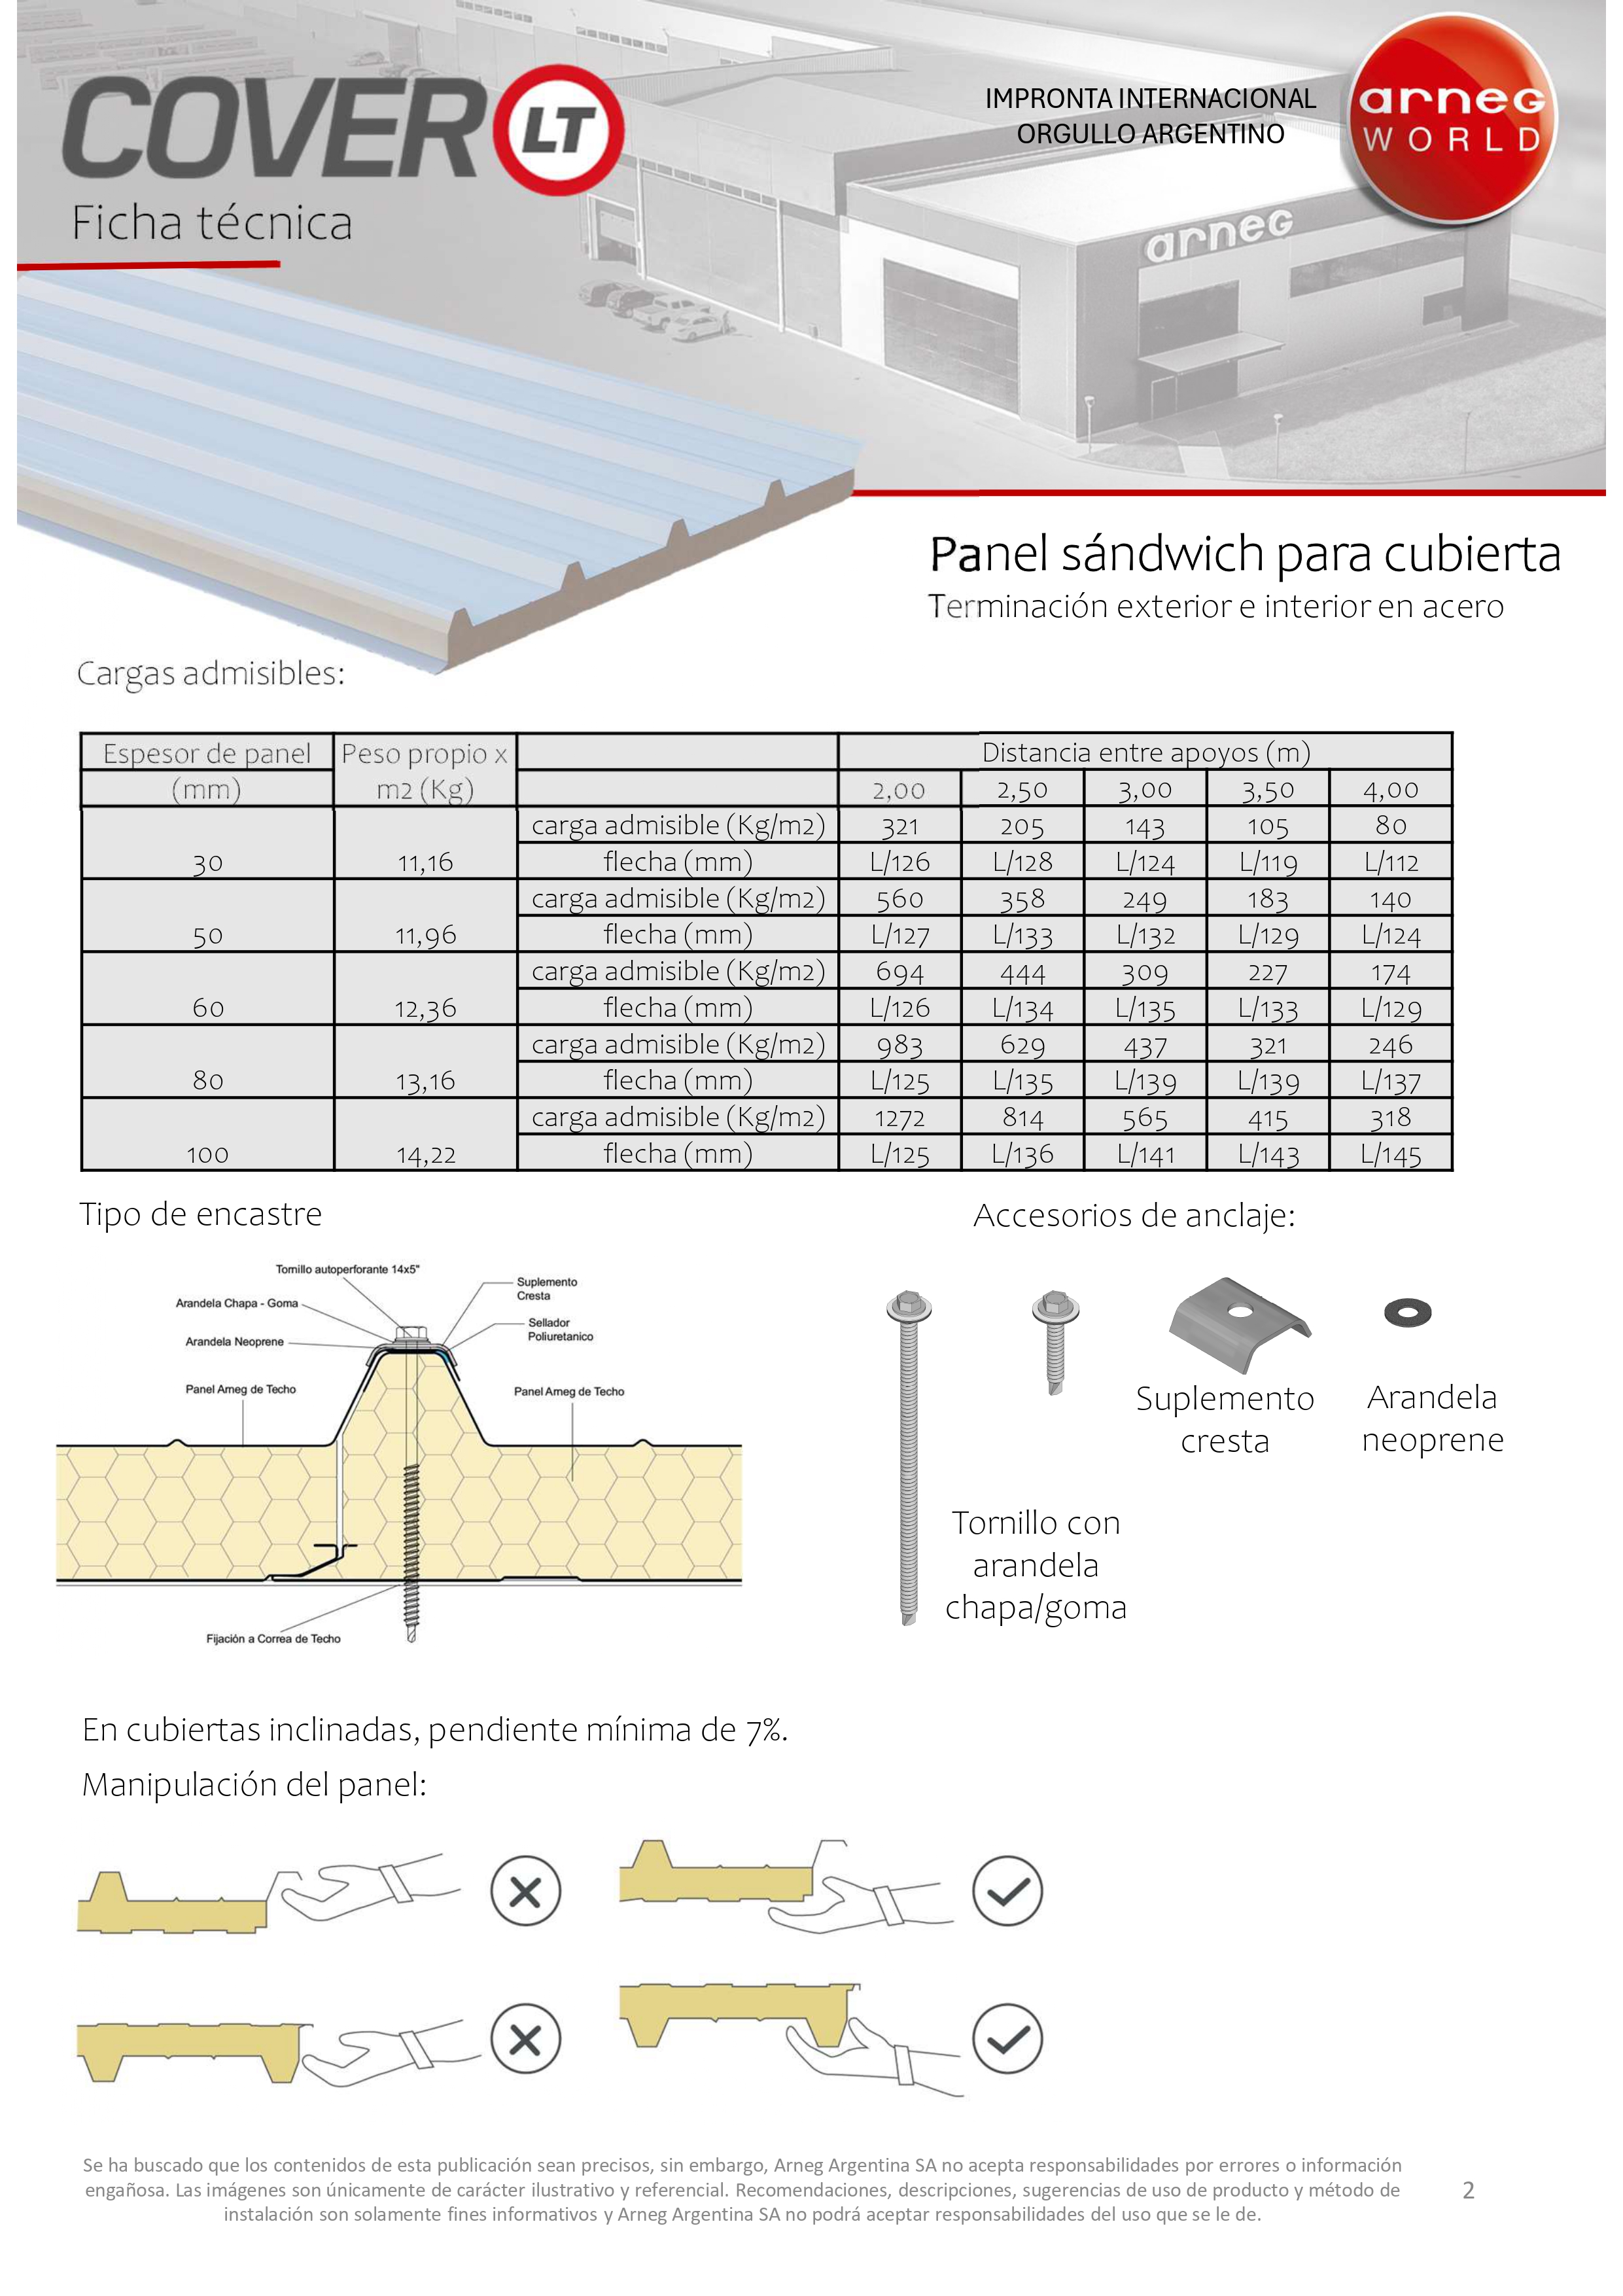 COVER LT
Ficha técnica
IMPRONTA INTERNACIONAL
ORGULLO ARGENTINO
arneg
WORLD
arneg
Panel sándwich para cubierta
Terminación exterior e interior en acero
Cargas admisibles:
Espesor de panel Peso propio x Distancia entre apoyos (m)
(mm) m2 (Kg) 2,00 2,50 3,00 3,50 4,00
carga admisible (Kg/m2) 321 205 143 105 80
30 11,16 flecha (mm) L/126 L/128 L/124 L/119 L/112
carga admisible (Kg/m2) 560 358 249 183 140
50 11,96 flecha (mm) L/127 L/133 L/132 L/129 L/124
carga admisible (Kg/m2) 694 444 309 227 174
60 12,36 flecha (mm) L/126 L/134 L/135 L/133 L/129
carga admisible (Kg/m2) 983 629 437 321 246
80 13,16 flecha (mm) L/125 L/135 L/139 L/139 L/137
carga admisible (Kg/m2) 1272 814 565 415 318
100 14,22 flecha (mm) L/125 L/136 L/141 L/143 L/145
Tipo de encastre
Tornillo autoperforante 14x5"
Arandela Chapa - Goma
Arandela Neoprene
Panel Arneg de Techo
Suplemento
Cresta
Sellador
Poliuretanico
Panel Arneg de Techo
Fijación a Correa de Techo
Accesorios de anclaje:
Suplemento
cresta
Arandela
neoprene
Tornillo con
arandela
chapa/goma
En cubiertas inclinadas, pendiente mínima de 7%.
Manipulación del panel:
Se ha buscado que los contenidos de esta publicación sean precisos, sin embargo, Arneg Argentina SA no acepta responsabilidades por errores o información
engañosa. Las imágenes son únicamente de carácter ilustrativo y referencial. Recomendaciones, descripciones, sugerencias de uso de producto y método de
instalación son solamente fines informativos y Arneg Argentina SA no podrá aceptar responsabilidades del uso que se le de.
2